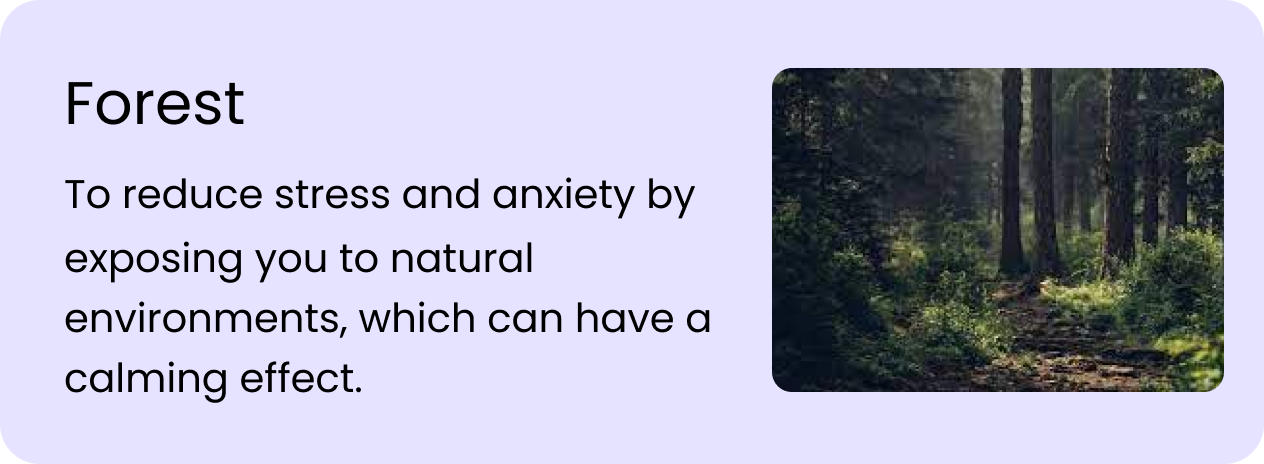 Forest
To reduce stress and anxiety by
exposing you to natural
environments, which can have a
calming effect.